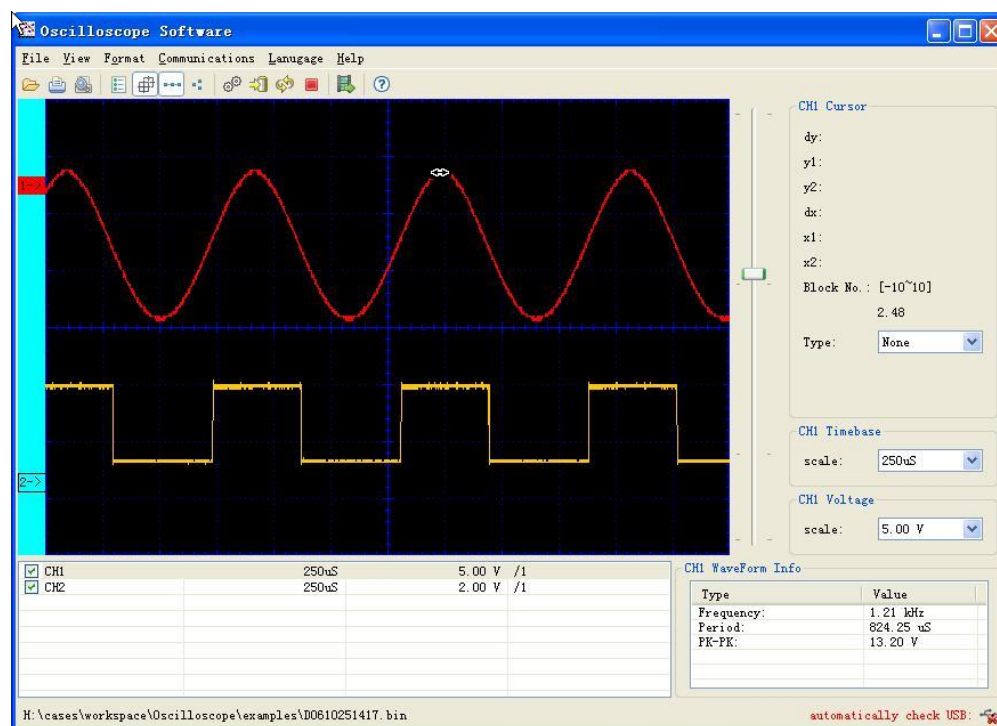 Oscilloscope Software
File View Format Communications Lanugage Help
CH1 Cursor
dy:
y1:
y2:
dx:
x1:
x2:
Block No.: [-10~10]
2.48
Type: None
1->
2->
CH1 Timebase
scale: 250uS
CH1 Voltage
scale: 5.00 V
CH1 250uS 5.00 V /1
CH2 250uS 2.00 V /1
CH1 WaveForm Info
Type Value
Frequency: 1.21 kHz
Period: 824.25 uS
PK-PK: 13.20 V
H:\cases\workspace\Oscilloscope\examples\D0610251417.bin
automatically check USB: